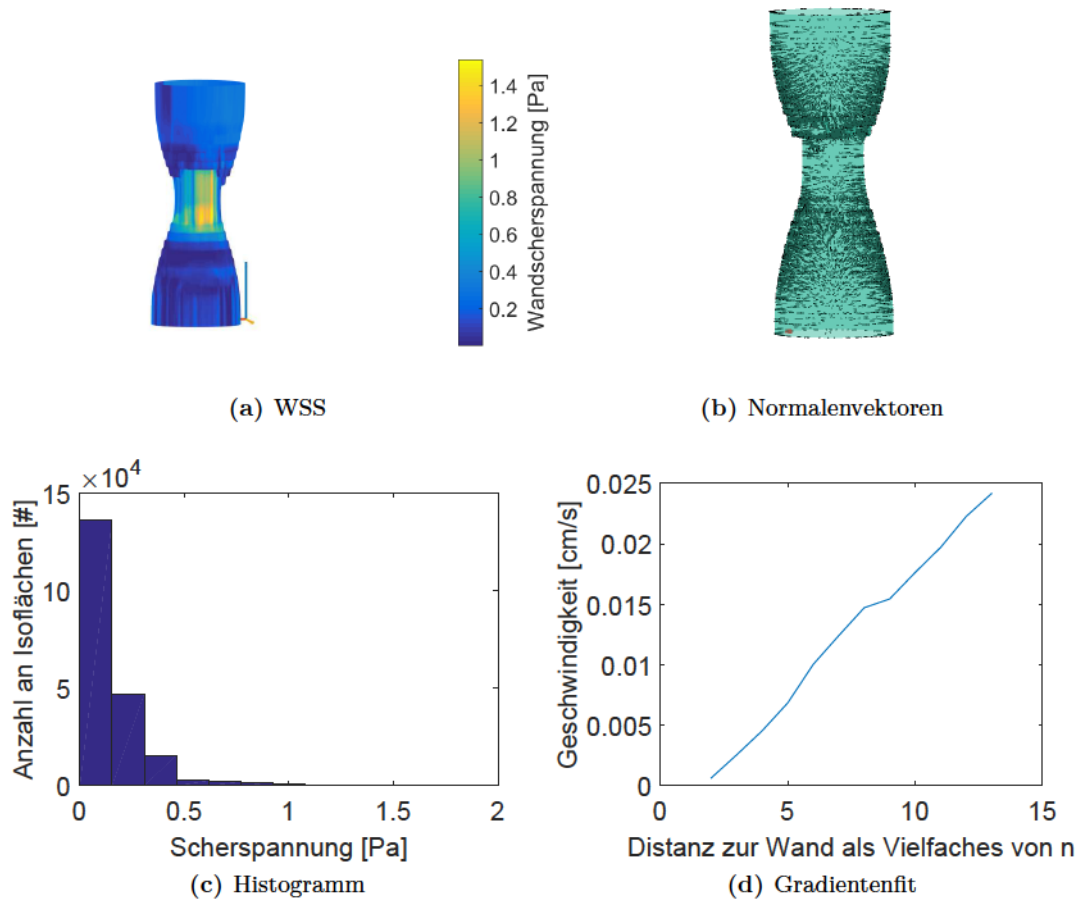 1.4
1.2
1
0.8
0.6
0.4
0.2
Wandscherspannung [Pa]
(a) WSS
(b) Normalenvektoren
×10⁴
15
10
5
0
Anzahl an Isoflächen [#]
0 0.5 1 1.5 2
Scherspannung [Pa]
(c) Histogramm
0.025
0.02
0.015
0.01
0.005
0
Geschwindigkeit [cm/s]
0 5 10 15
Distanz zur Wand als Vielfaches von n
(d) Gradientenfit